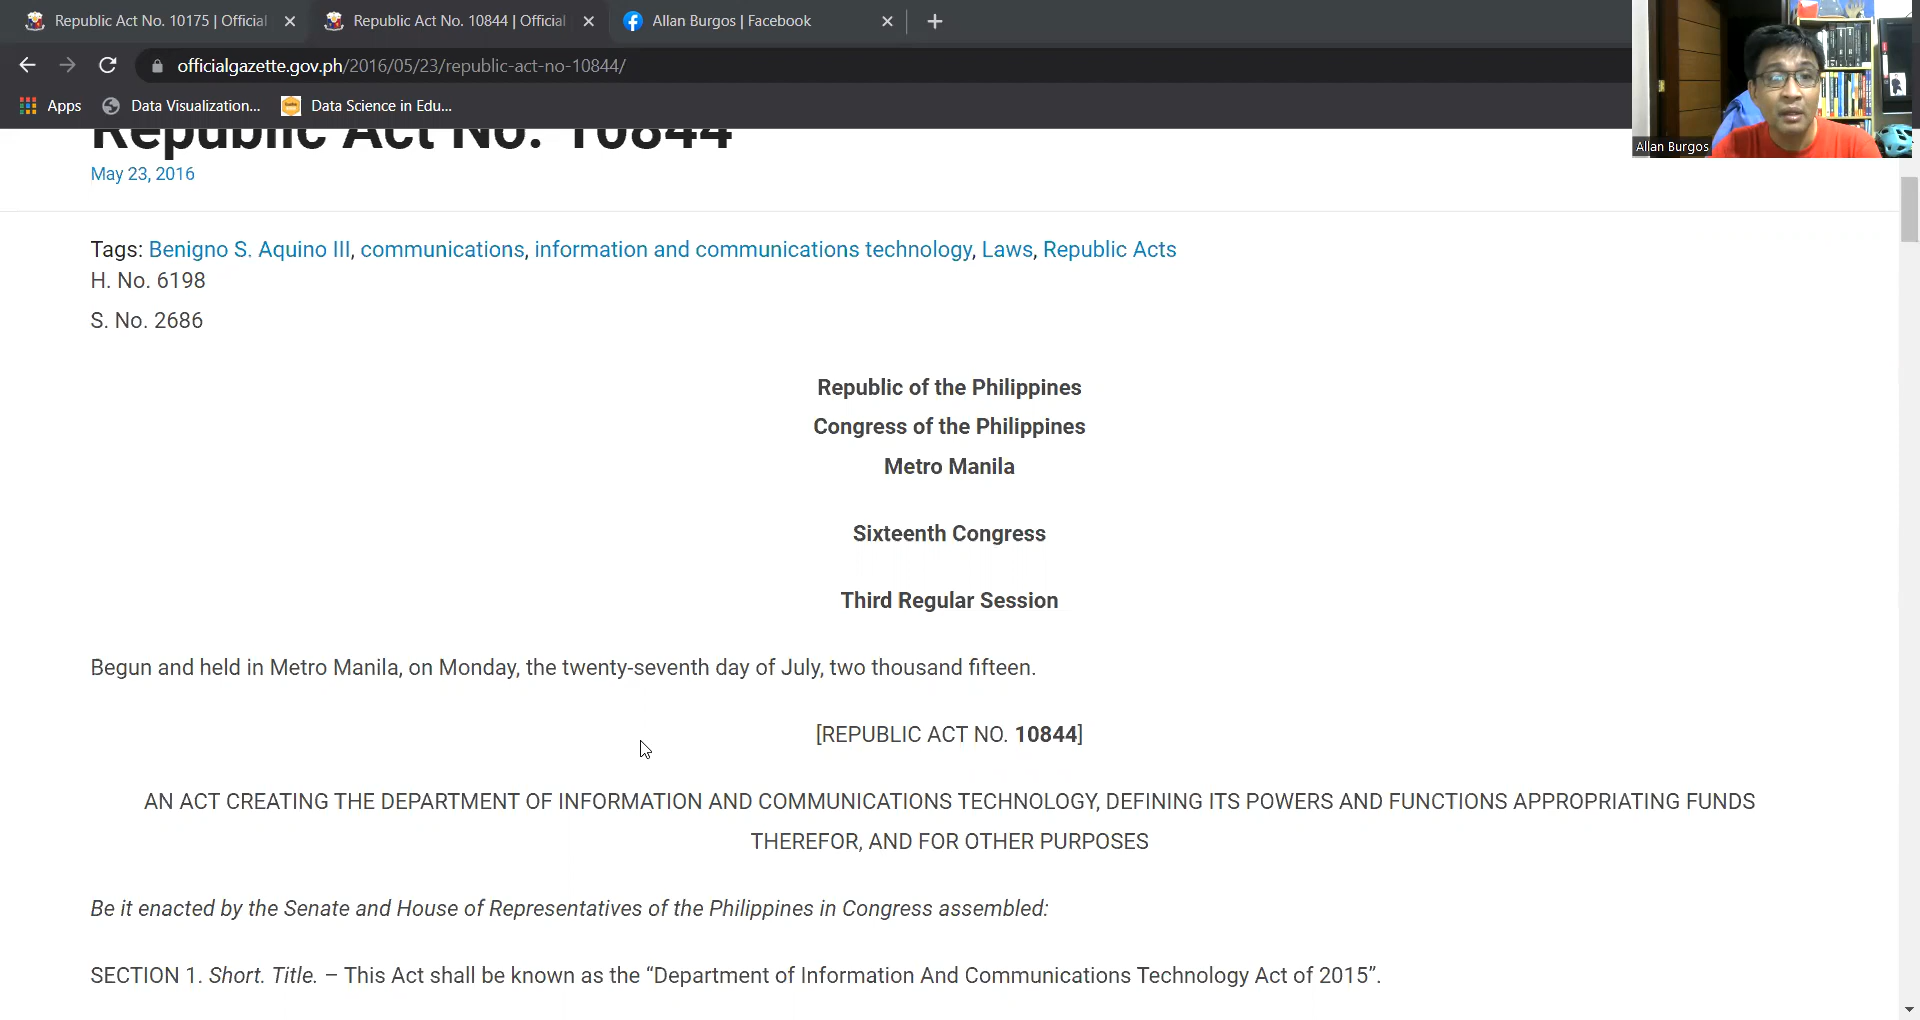 Republic Act No. 10175 | Official
Republic Act No. 10844 | Official
Allan Burgos | Facebook
officialgazette.gov.ph/2016/05/23/republic-act-no-10844/
Apps
Data Visualization...
Data Science in Edu...
Allan Burgos
Republic Act No. 10844
May 23, 2016
Tags: Benigno S. Aquino III, communications, information and communications technology, Laws, Republic Acts
H. No. 6198
S. No. 2686
Republic of the Philippines
Congress of the Philippines
Metro Manila
Sixteenth Congress
Third Regular Session
Begun and held in Metro Manila, on Monday, the twenty-seventh day of July, two thousand fifteen.
[REPUBLIC ACT NO. 10844]
AN ACT CREATING THE DEPARTMENT OF INFORMATION AND COMMUNICATIONS TECHNOLOGY, DEFINING ITS POWERS AND FUNCTIONS APPROPRIATING FUNDS
THEREFOR, AND FOR OTHER PURPOSES
Be it enacted by the Senate and House of Representatives of the Philippines in Congress assembled:
SECTION 1. Short. Title. – This Act shall be known as the “Department of Information And Communications Technology Act of 2015”.